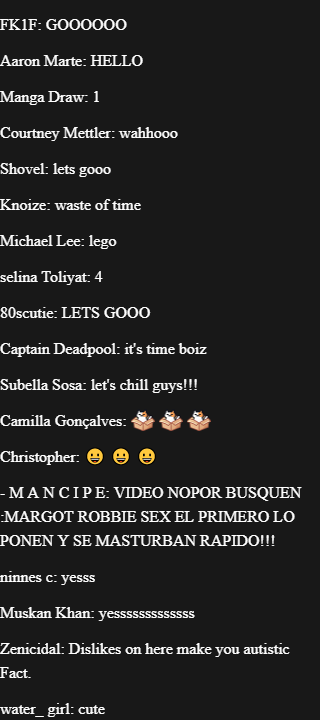 FK1F: GOOOOOO
Aaron Marte: HELLO
Manga Draw: 1
Courtney Mettler: wahhooo
Shovel: lets gooo
Knoize: waste of time
Michael Lee: lego
selina Toliyat: 4
80scutie: LETS GOOO
Captain Deadpool: it's time boiz
Subella Sosa: let's chill guys!!!
Camilla Gonçalves:
Christopher: 😀 😀 😀
- M A N C I P E: VIDEO NOPOR BUSQUEN
:MARGOT ROBBIE SEX EL PRIMERO LO
PONEN Y SE MASTURBAN RAPIDO!!!
ninnes c: yesss
Muskan Khan: yesssssssssssss
Zenicidal: Dislikes on here make you autistic
Fact.
water_ girl: cute